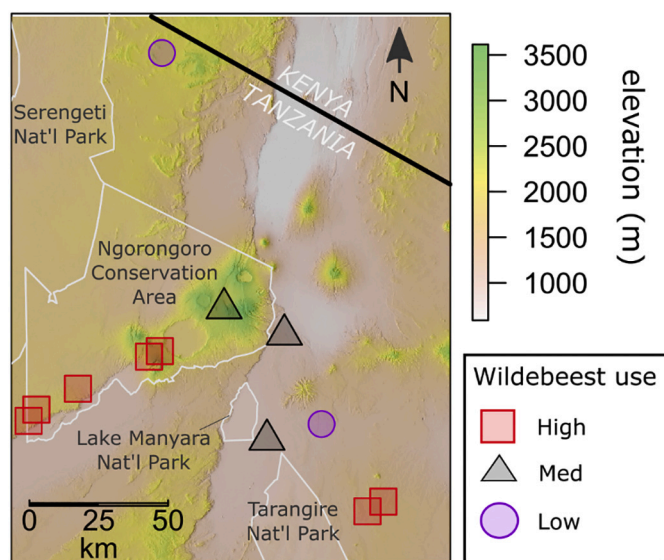 KENYA
TANZANIA
N
Serengeti
Nat'l Park
Ngorongoro
Conservation
Area
Lake Manyara
Nat'l Park
Tarangire
Nat'l Park
0 25 50
km
3500
3000
2500
2000
1500
1000
elevation (m)
Wildebeest use
High
Med
Low